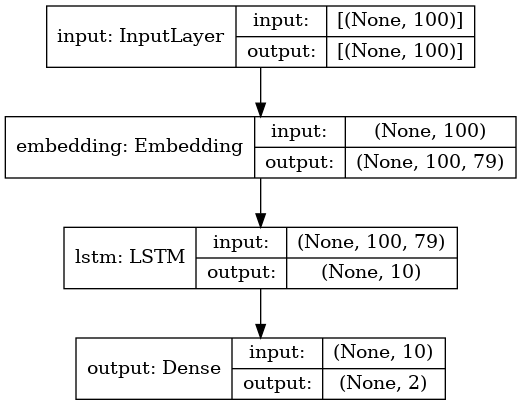 input: InputLayer input: [(None, 100)]
output: [(None, 100)]
embedding: Embedding input: (None, 100)
output: (None, 100, 79)
lstm: LSTM input: (None, 100, 79)
output: (None, 10)
output: Dense input: (None, 10)
output: (None, 2)